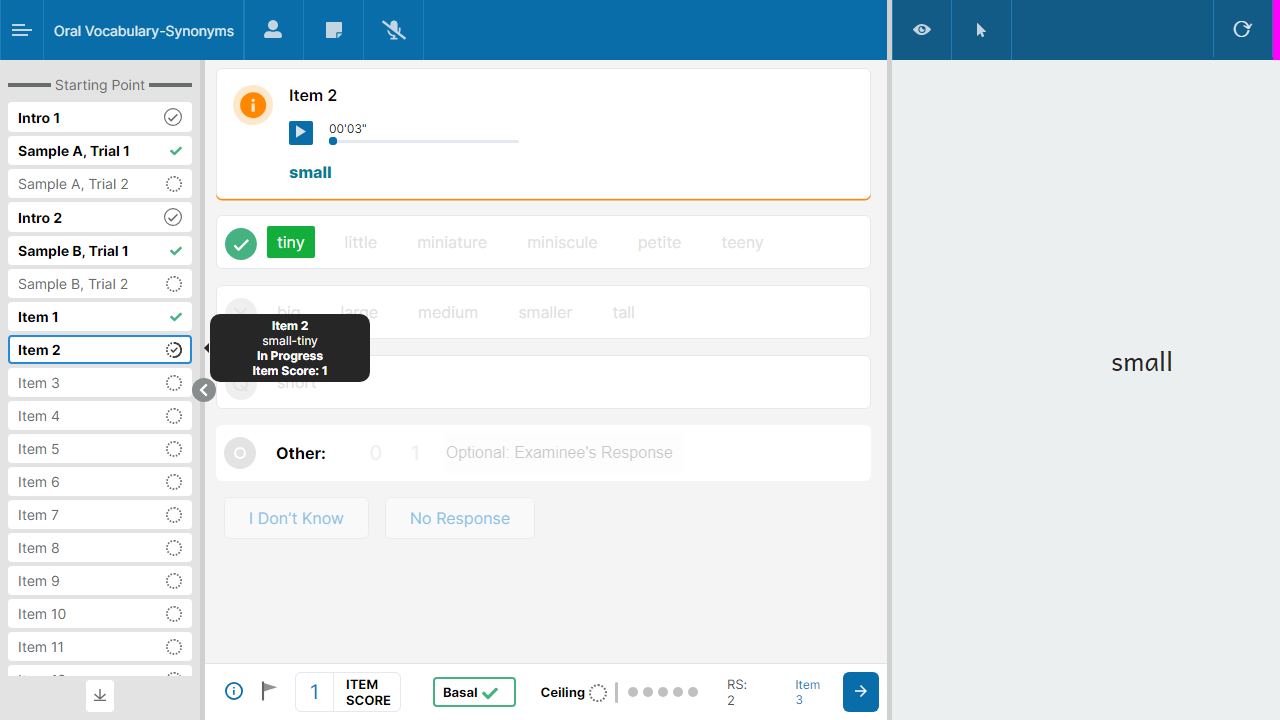 Oral Vocabulary-Synonyms
Starting Point
Intro 1
Sample A, Trial 1
Sample A, Trial 2
Intro 2
Sample B, Trial 1
Sample B, Trial 2
Item 1
Item 2
Item 3
Item 4
Item 5
Item 6
Item 7
Item 8
Item 9
Item 10
Item 11
Item 2
00'03"
small
tiny little miniature miniscule petite teeny
big large medium smaller tall
Item 2
small-tiny
In Progress
Item Score: 1
short
Other: 0 1 Optional: Examinee's Response
I Don't Know No Response
1 ITEM SCORE
Basal
Ceiling
RS:
2
Item
3
small